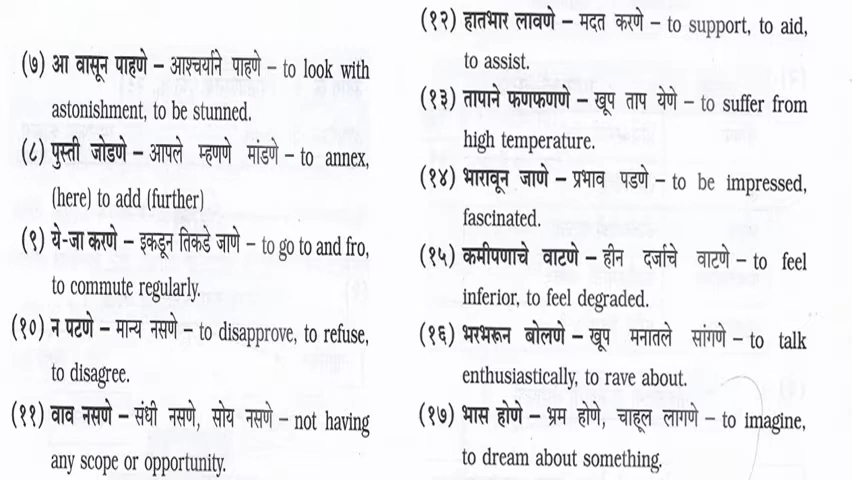 (७) आ वासून पाहणे – आश्चर्याने पाहणे – to look with
astonishment, to be stunned.
(८) पुस्ती जोडणे – आपले म्हणणे मांडणे – to annex,
(here) to add (further)
(९) ये-जा करणे – इकडून तिकडे जाणे – to go to and fro,
to commute regularly.
(१०) न पटणे – मान्य नसणे – to disapprove, to refuse,
to disagree.
(११) वाव नसणे – संधी नसणे, सोय नसणे – not having
any scope or opportunity.
(१२) हातभार लावणे – मदत करणे – to support, to aid,
to assist.
(१३) तापाने फणफणणे – खूप ताप येणे – to suffer from
high temperature.
(१४) भारावून जाणे – प्रभाव पडणे – to be impressed,
fascinated.
(१५) कमीपणाचे वाटणे – हीन दर्जाचे वाटणे – to feel
inferior, to feel degraded.
(१६) भरभरून बोलणे – खूप मनातले सांगणे – to talk
enthusiastically, to rave about.
(१७) भास होणे – भ्रम होणे, चाहूल लागणे – to imagine,
to dream about something.